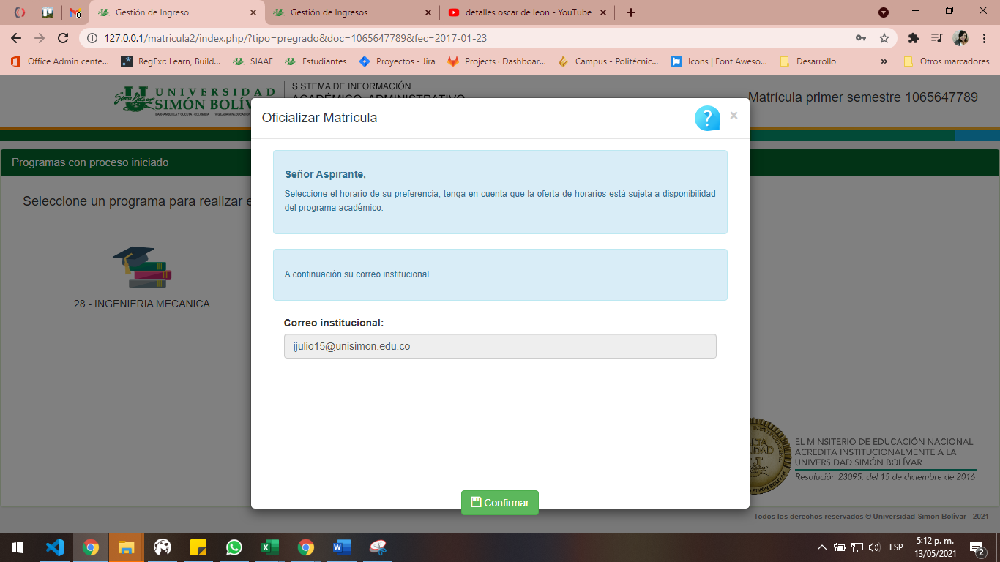 Gestión de Ingreso
Gestión de Ingresos
detalles oscar de leon - YouTube
127.0.0.1/matricula2/index.php/?tipo=pregrado&doc=1065647789&fec=2017-01-23
Office Admin cente...
RegExr: Learn, Build...
SIAAF
Estudiantes
Proyectos - Jira
Projects · Dashboar...
Campus - Politécnic...
Icons | Font Aweso...
Desarrollo
»
Otros marcadores
UNIVERSIDAD
SIMÓN BOLÍV
SISTEMA DE INFORMACIÓN
ACADÉMICO ADMINISTRATIVO
Matrícula primer semestre 1065647789
Oficializar Matrícula
?
×
Programas con proceso iniciado
Seleccione un programa para realizar e
28 - INGENIERIA MECANICA
Señor Aspirante,
Seleccione el horario de su preferencia, tenga en cuenta que la oferta de horarios está sujeta a disponibilidad
del programa académico.
A continuación su correo institucional
Correo institucional:
jjulio15@unisimon.edu.co
Confirmar
EL MINSITERIO DE EDUCACIÓN NACIONAL
ACREDITA INSTITUCIONALMENTE A LA
UNIVERSIDAD SIMÓN BOLÍVAR
Resolución 23095, del 15 de diciembre de 2016
Todos los derechos reservados © Universidad Simon Bolivar - 2021
ESP
5:12 p. m.
13/05/2021
2